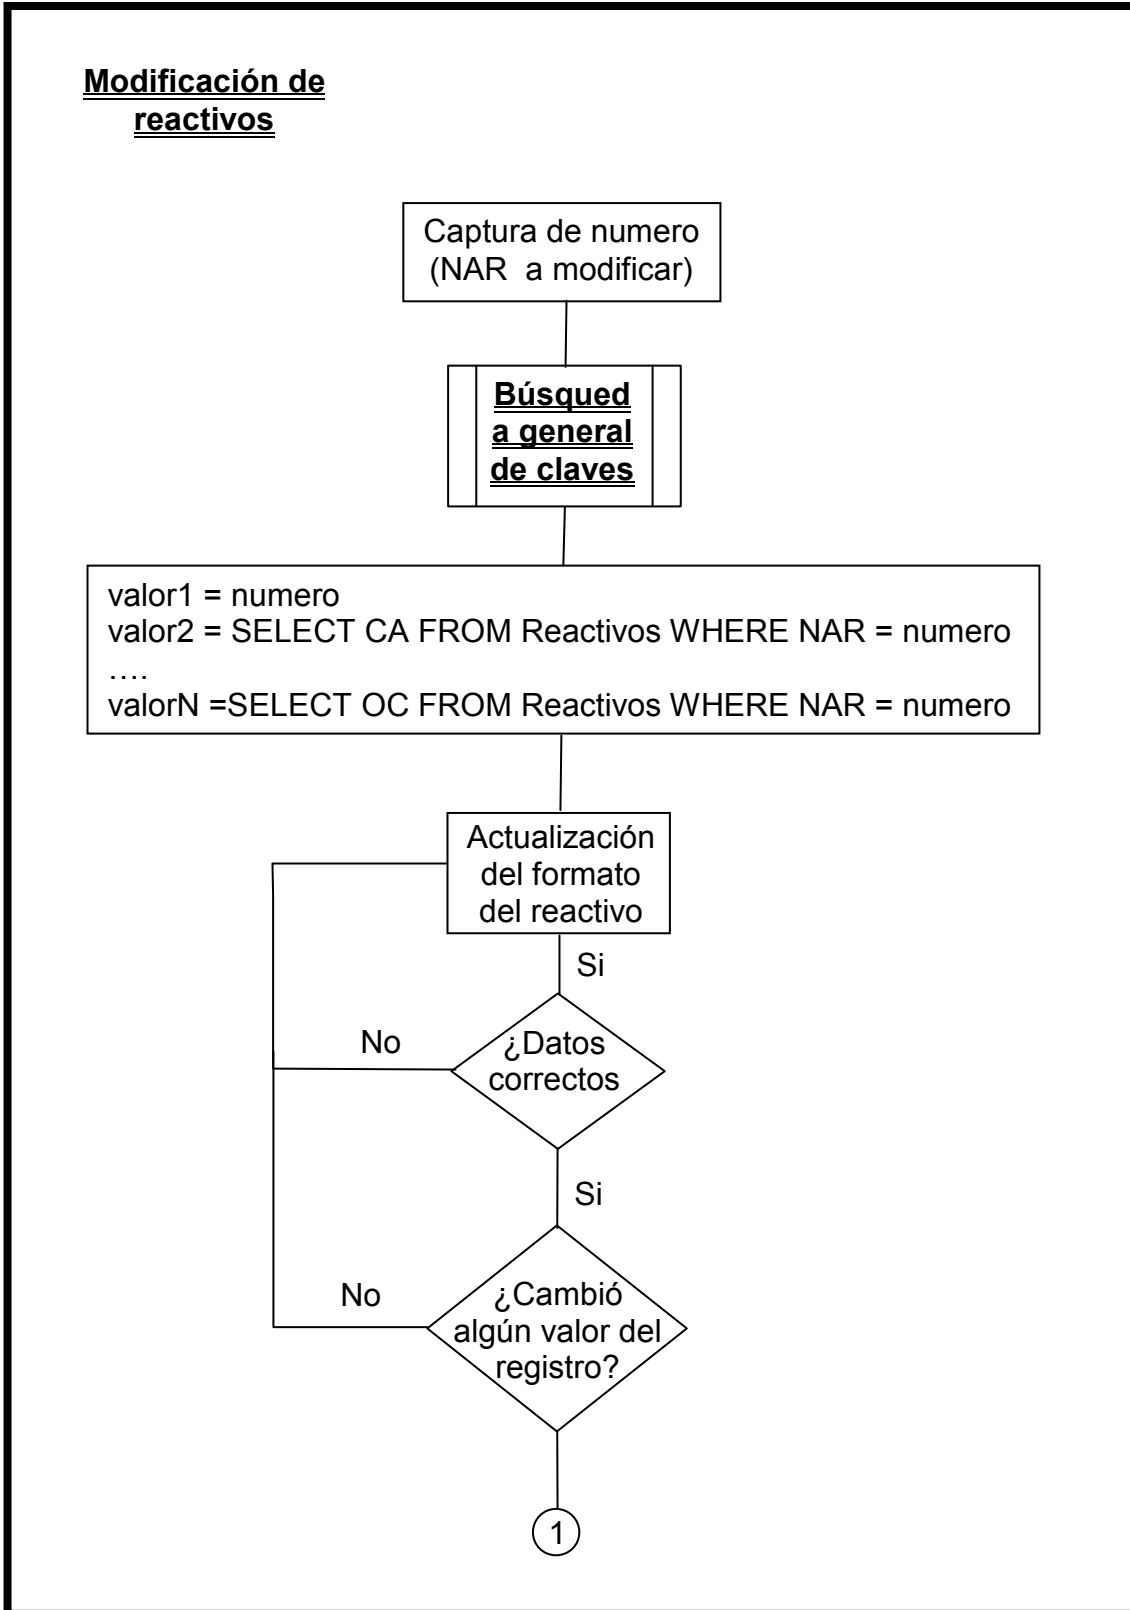 Modificación de
reactivos
Captura de numero
(NAR  a modificar)
Búsqued
a general
de claves
valor1 = numero
valor2 = SELECT CA FROM Reactivos WHERE NAR = numero
….
valorN =SELECT OC FROM Reactivos WHERE NAR = numero
Actualización
del formato
del reactivo
Si
No
¿Datos
correctos
Si
No
¿Cambió
algún valor del
registro?
1